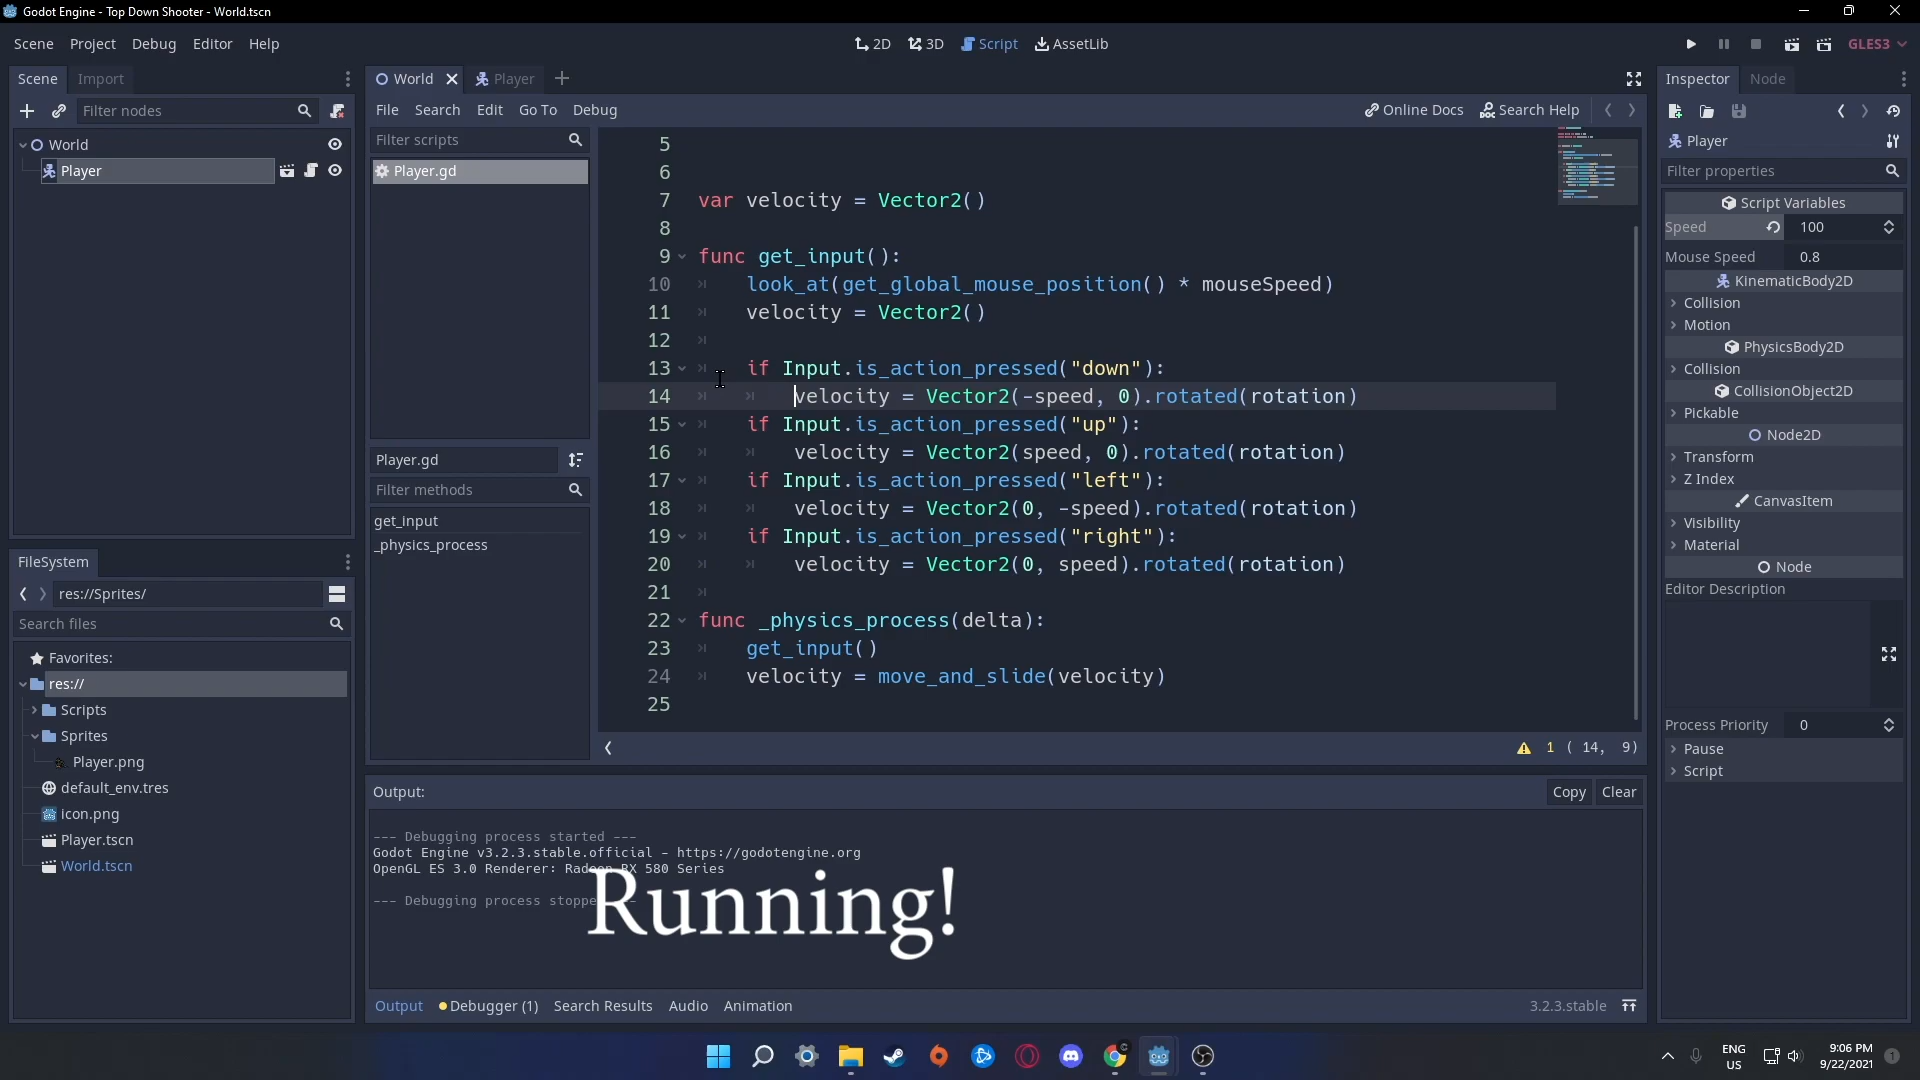 Godot Engine - Top Down Shooter - World.tscn
Scene Project Debug Editor Help
2D 3D Script AssetLib
GLES3
Scene Import
Filter nodes
World
Player
FileSystem
res://Sprites/
Search files
Favorites:
res://
Scripts
Sprites
Player.png
default_env.tres
icon.png
Player.tscn
World.tscn
World Player
File Search Edit Go To Debug
Online Docs Search Help
Filter scripts
Player.gd
Player.gd
Filter methods
get_input
_physics_process
5
6
7 var velocity = Vector2()
8
9 func get_input():
10 look_at(get_global_mouse_position() * mouseSpeed)
11 velocity = Vector2()
12
13 if Input.is_action_pressed("down"):
14 velocity = Vector2(-speed, 0).rotated(rotation)
15 if Input.is_action_pressed("up"):
16 velocity = Vector2(speed, 0).rotated(rotation)
17 if Input.is_action_pressed("left"):
18 velocity = Vector2(0, -speed).rotated(rotation)
19 if Input.is_action_pressed("right"):
20 velocity = Vector2(0, speed).rotated(rotation)
21
22 func _physics_process(delta):
23 get_input()
24 velocity = move_and_slide(velocity)
25
1 ( 14, 9)
Output:
Copy Clear
--- Debugging process started ---
Godot Engine v3.2.3.stable.official - https://godotengine.org
OpenGL ES 3.0 Renderer: Radeon RX 580 Series
--- Debugging process stoppe
Running!
Output Debugger (1) Search Results Audio Animation
3.2.3.stable
Inspector Node
Player
Filter properties
Script Variables
Speed 100
Mouse Speed 0.8
KinematicBody2D
Collision
Motion
PhysicsBody2D
Collision
CollisionObject2D
Pickable
Node2D
Transform
Z Index
CanvasItem
Visibility
Material
Node
Editor Description
Process Priority 0
Pause
Script
ENG
US
9:06 PM
9/22/2021
1